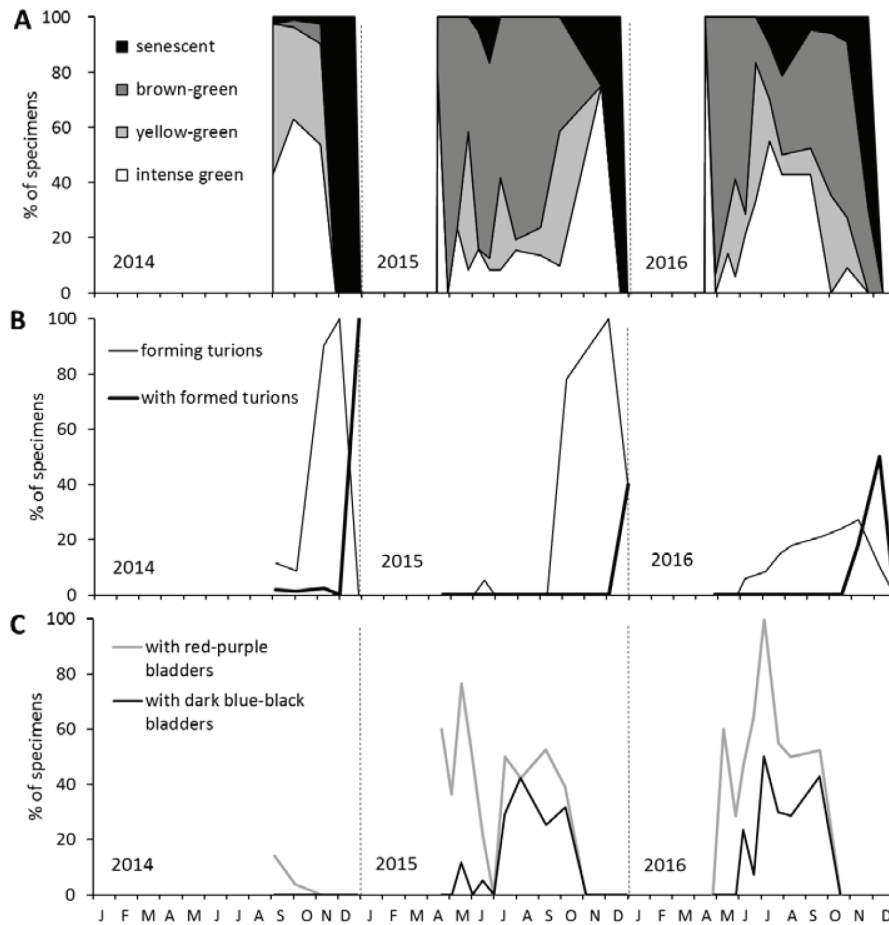 A
100
80
60
40
20
0
% of specimens
senescent
brown-green
yellow-green
intense green
2014
2015
2016
B
100
80
60
40
20
0
% of specimens
forming turions
with formed turions
2014
2015
2016
C
100
80
60
40
20
0
% of specimens
with red-purple
bladders
with dark blue-black
bladders
2014
2015
2016
J F M A M J J A S O N D J F M A M J J A S O N D J F M A M J J A S O N D